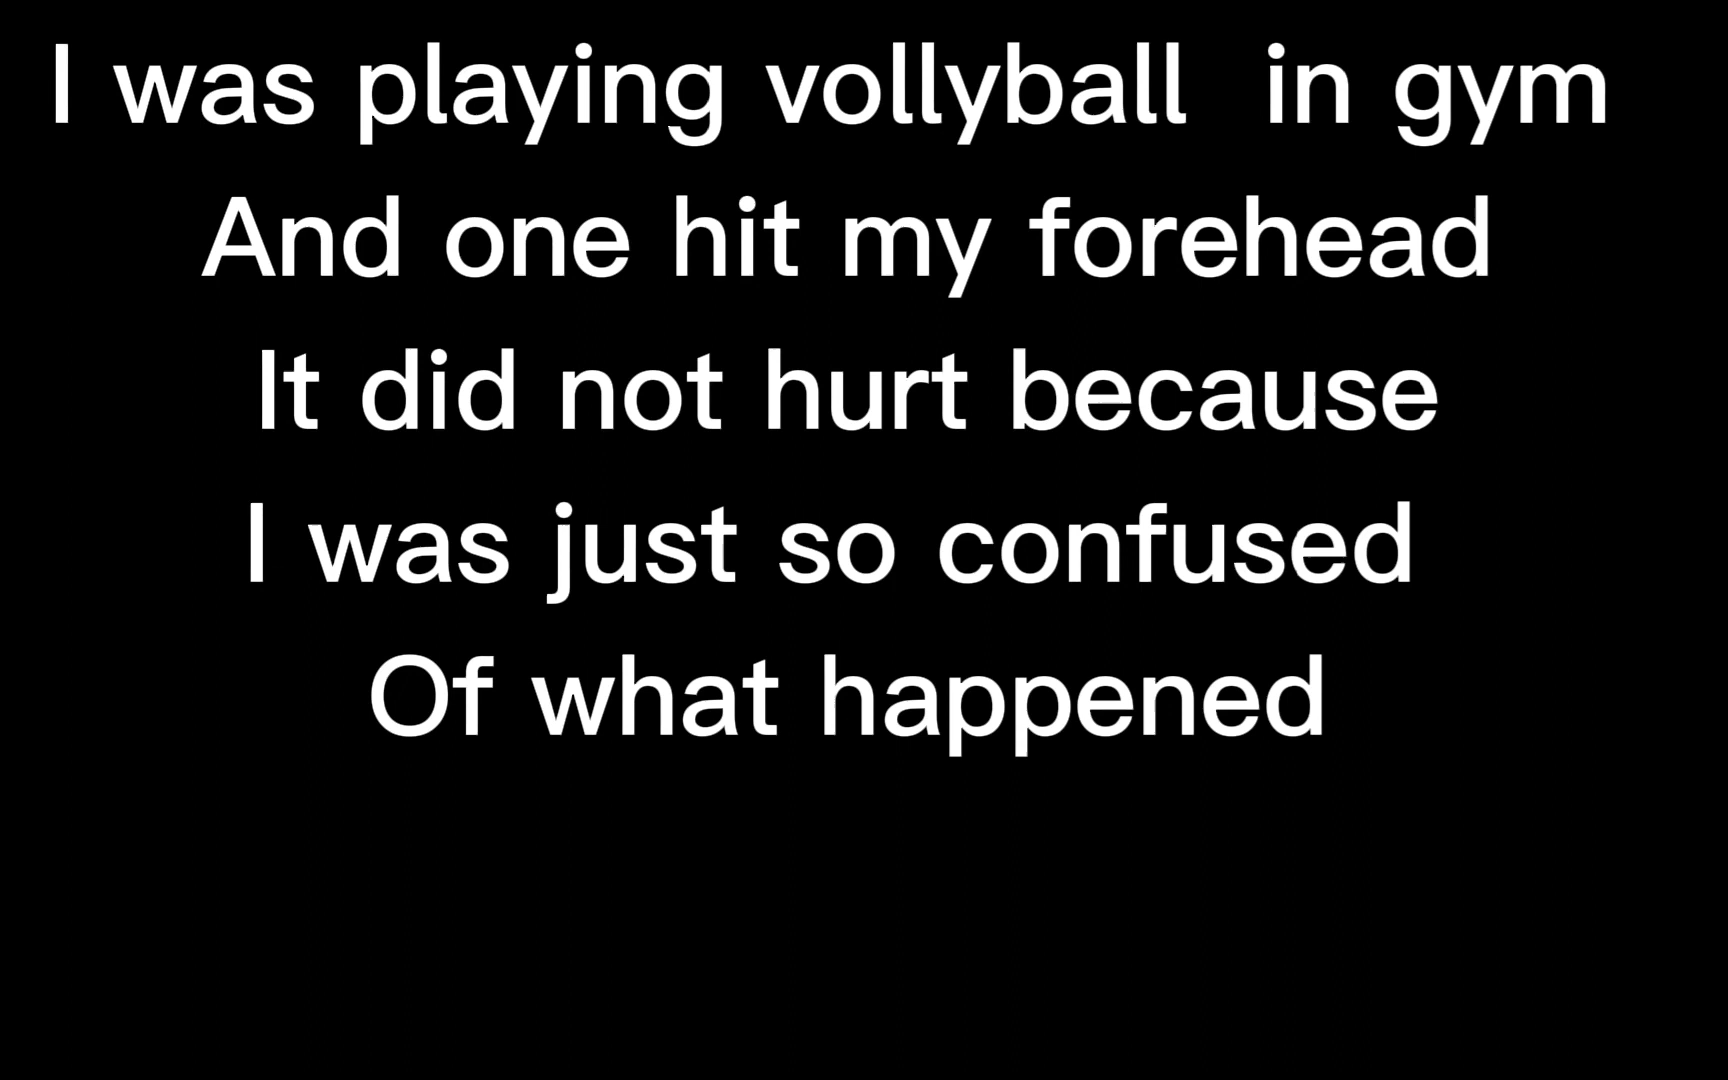 I was playing vollyball  in gym
And one hit my forehead
It did not hurt because
I was just so confused
Of what happened